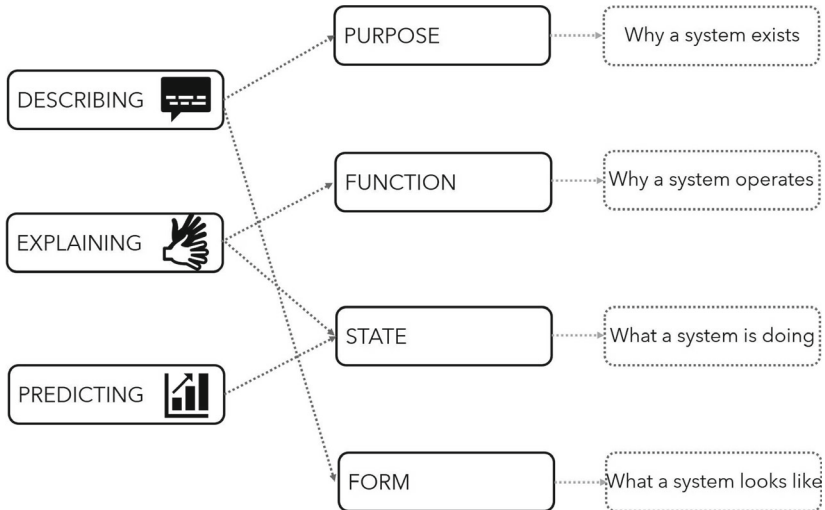 DESCRIBING
EXPLAINING
PREDICTING
PURPOSE
FUNCTION
STATE
FORM
Why a system exists
Why a system operates
What a system is doing
What a system looks like